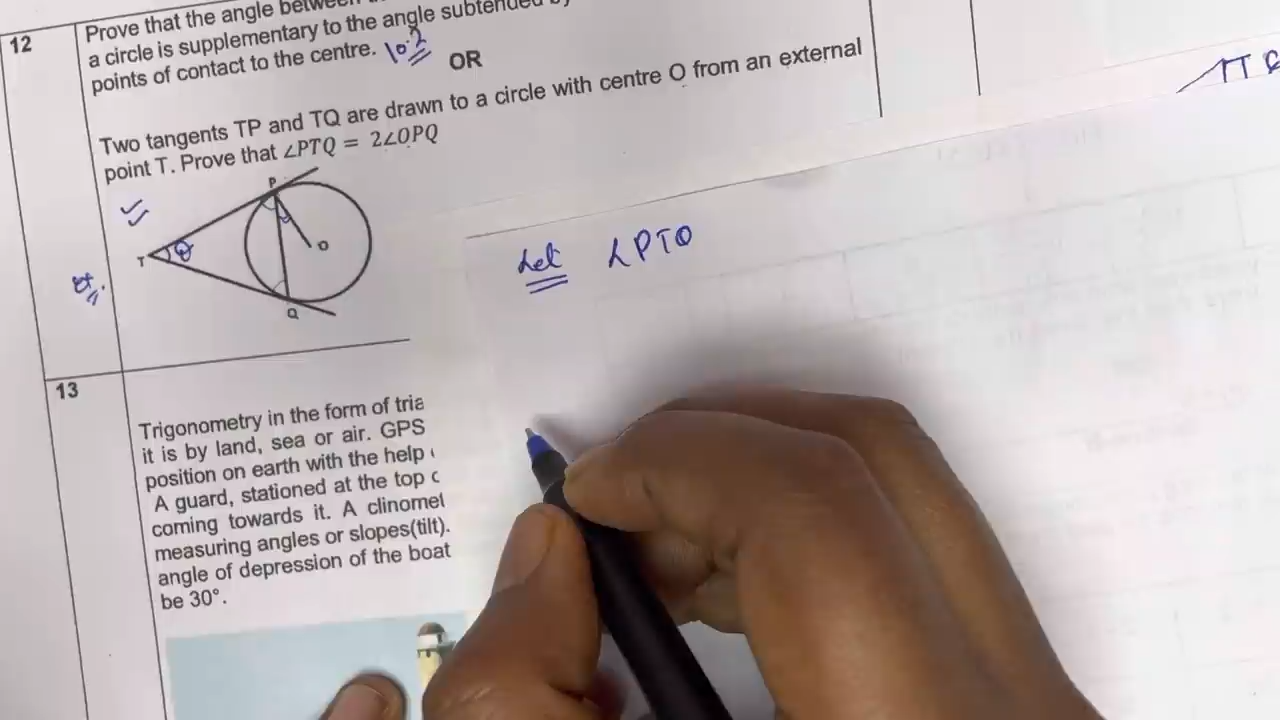 12
Prove that the angle between
a circle is supplementary to the angle subtended by
points of contact to the centre. 10.2
OR
Two tangents TP and TQ are drawn to a circle with centre O from an external
point T. Prove that ∠PTQ = 2∠OPQ
P
T
θ
O
Q
Let ∠PTQ
13
Trigonometry in the form of tria
it is by land, sea or air. GPS
position on earth with the help
A guard, stationed at the top
coming towards it. A clinomet
measuring angles or slopes(tilt).
angle of depression of the boat
be 30°.